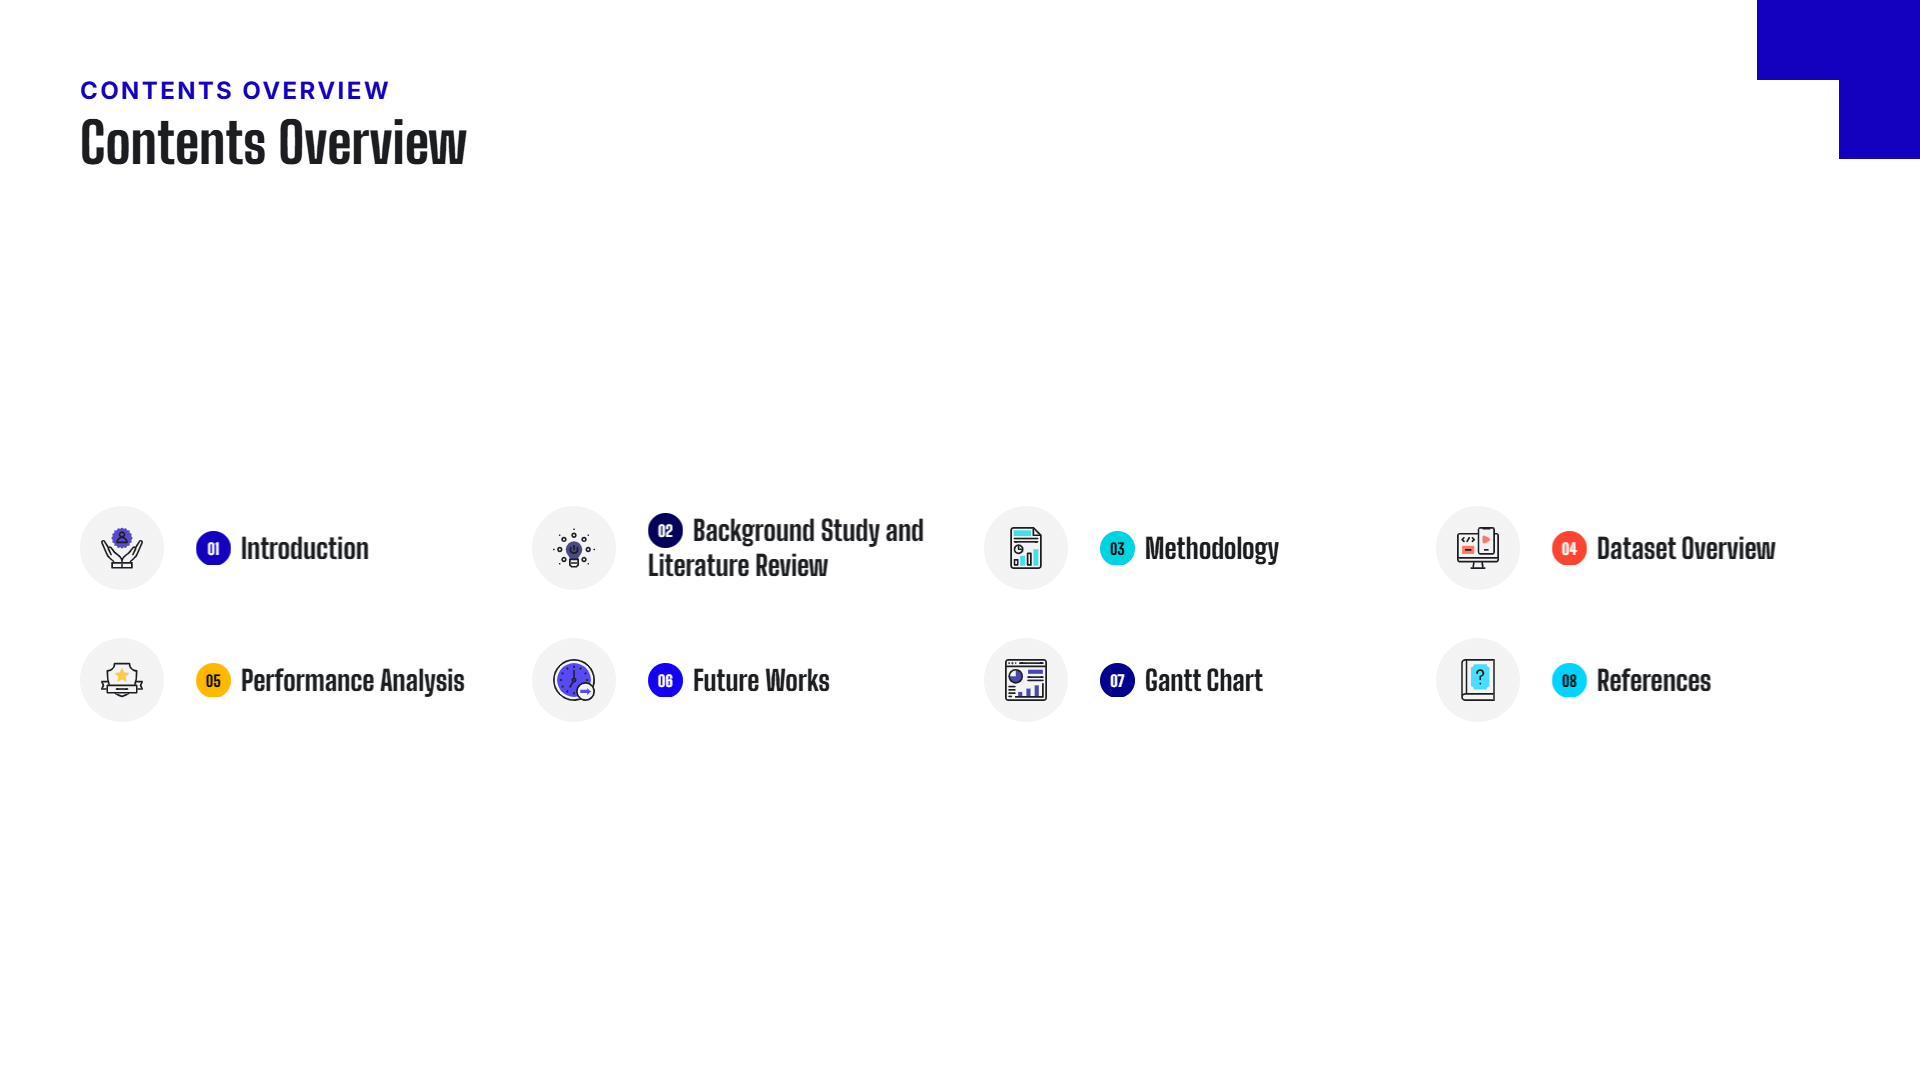 CONTENTS OVERVIEW
Contents Overview
01 Introduction
02 Background Study and
Literature Review
03 Methodology
04 Dataset Overview
05 Performance Analysis
06 Future Works
07 Gantt Chart
08 References